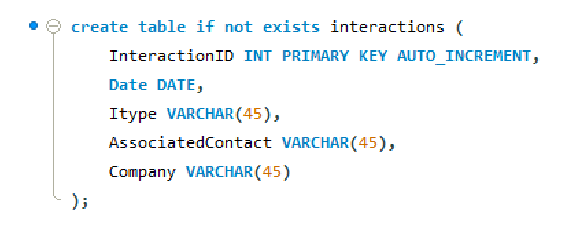 create table if not exists interactions (
InteractionID INT PRIMARY KEY AUTO_INCREMENT,
Date DATE,
Itype VARCHAR(45),
AssociatedContact VARCHAR(45),
Company VARCHAR(45)
);